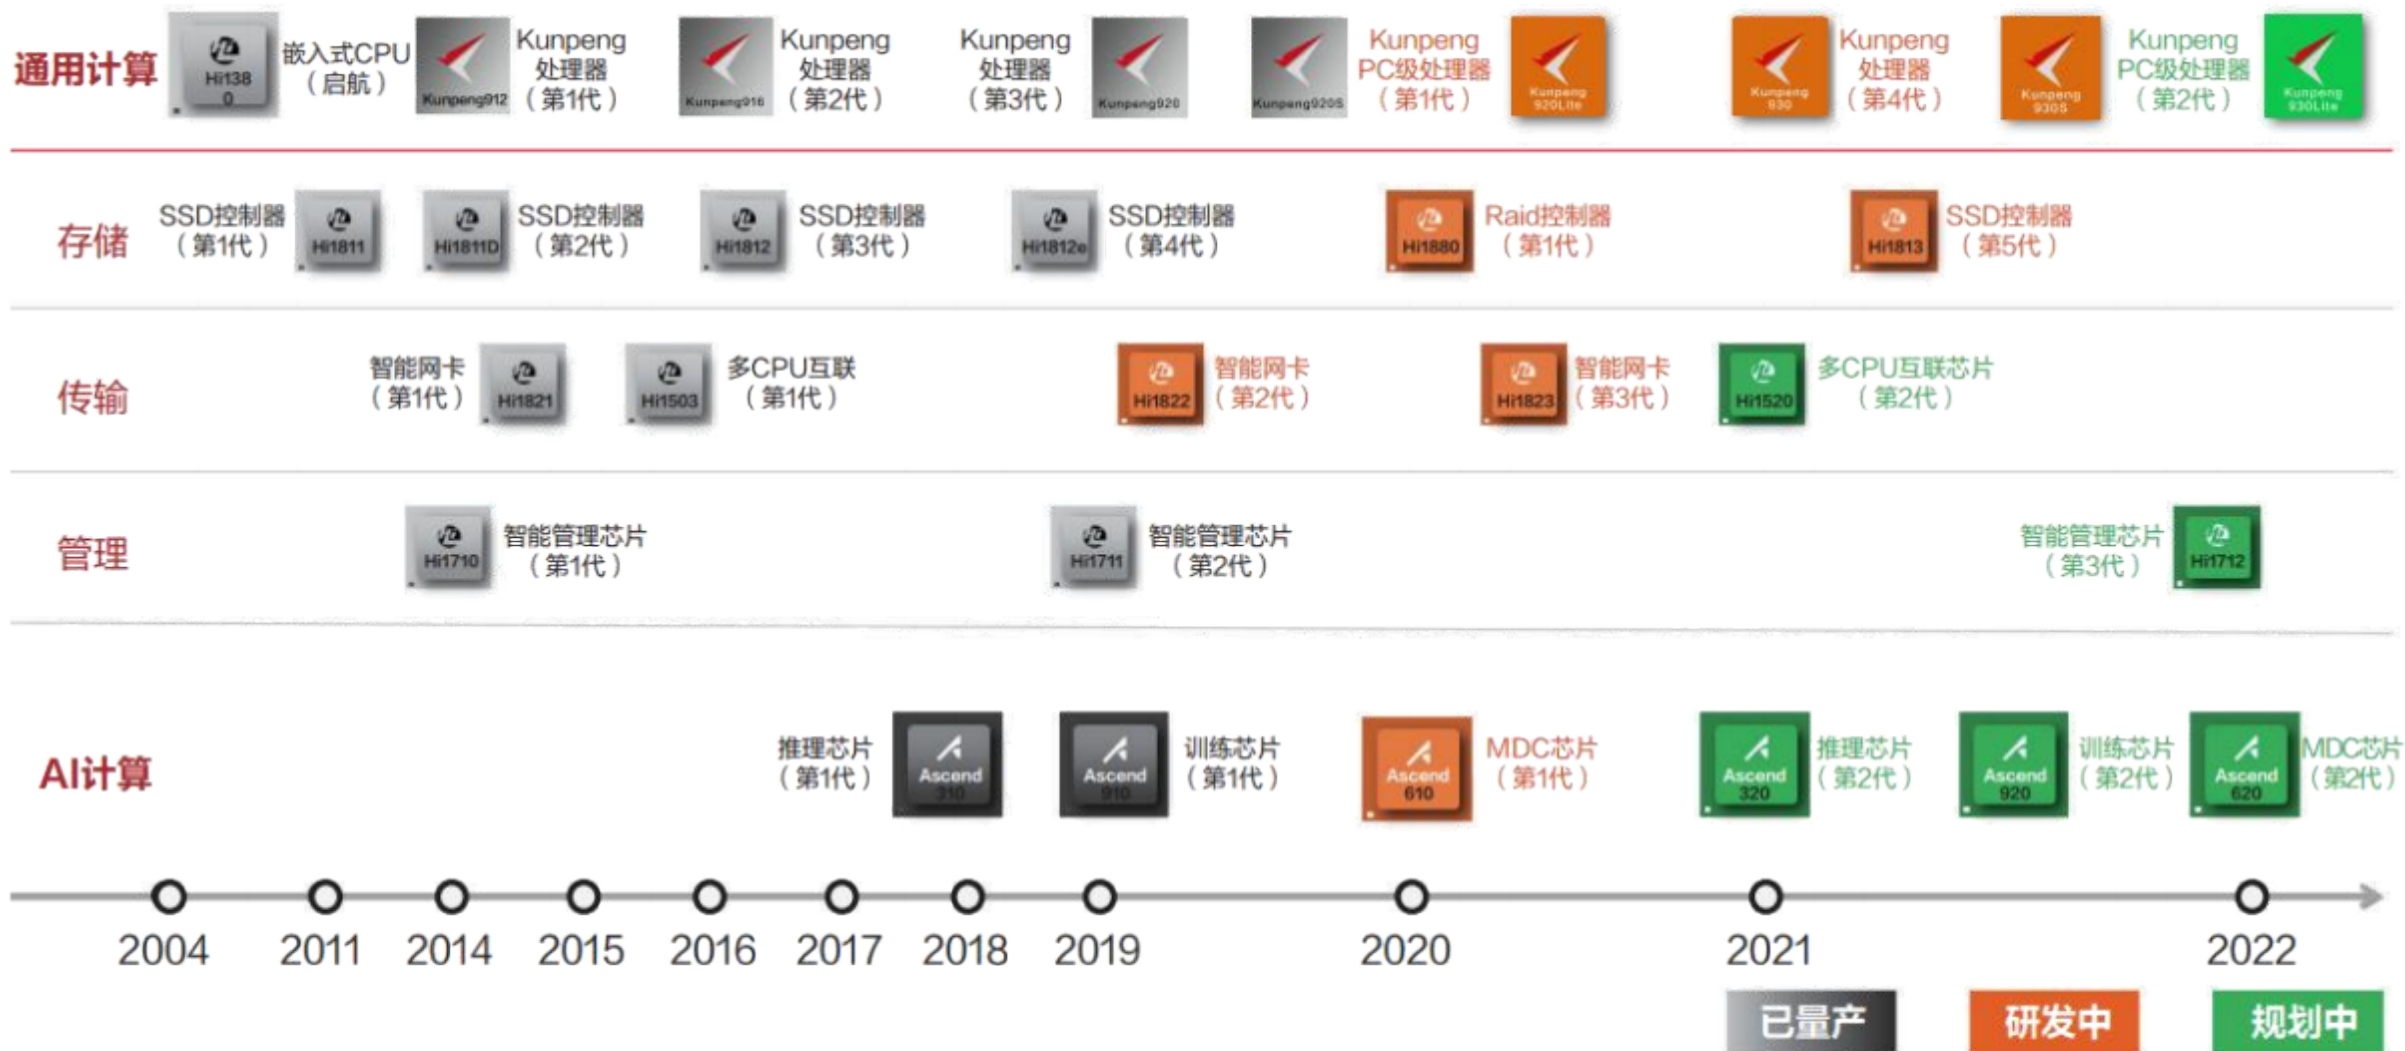 通用计算
Hi138
0
嵌入式CPU
（启航）
Kunpeng912
Kunpeng
处理器
（第1代）
Kunpeng916
Kunpeng
处理器
（第2代）
Kunpeng
处理器
（第3代）
Kunpeng920
Kunpeng920S
Kunpeng
PC级处理器
（第1代）
Kunpeng
920Lite
Kunpeng
930
Kunpeng
处理器
（第4代）
Kunpeng
930S
Kunpeng
PC级处理器
（第2代）
Kunpeng
930Lite
存储
SSD控制器
（第1代）
Hi1811
Hi1811D
SSD控制器
（第2代）
Hi1812
SSD控制器
（第3代）
Hi1812e
SSD控制器
（第4代）
Hi1880
Raid控制器
（第1代）
Hi1813
SSD控制器
（第5代）
传输
智能网卡
（第1代）
Hi1821
Hi1503
多CPU互联
（第1代）
Hi1822
智能网卡
（第2代）
Hi1823
智能网卡
（第3代）
Hi1520
多CPU互联芯片
（第2代）
管理
Hi1710
智能管理芯片
（第1代）
Hi1711
智能管理芯片
（第2代）
智能管理芯片
（第3代）
Hi1712
AI计算
推理芯片
（第1代）
Ascend
310
Ascend
910
训练芯片
（第1代）
Ascend
610
MDC芯片
（第1代）
Ascend
320
推理芯片
（第2代）
Ascend
920
训练芯片
（第2代）
Ascend
620
MDC芯片
（第2代）
2004
2011
2014
2015
2016
2017
2018
2019
2020
2021
2022
已量产
研发中
规划中